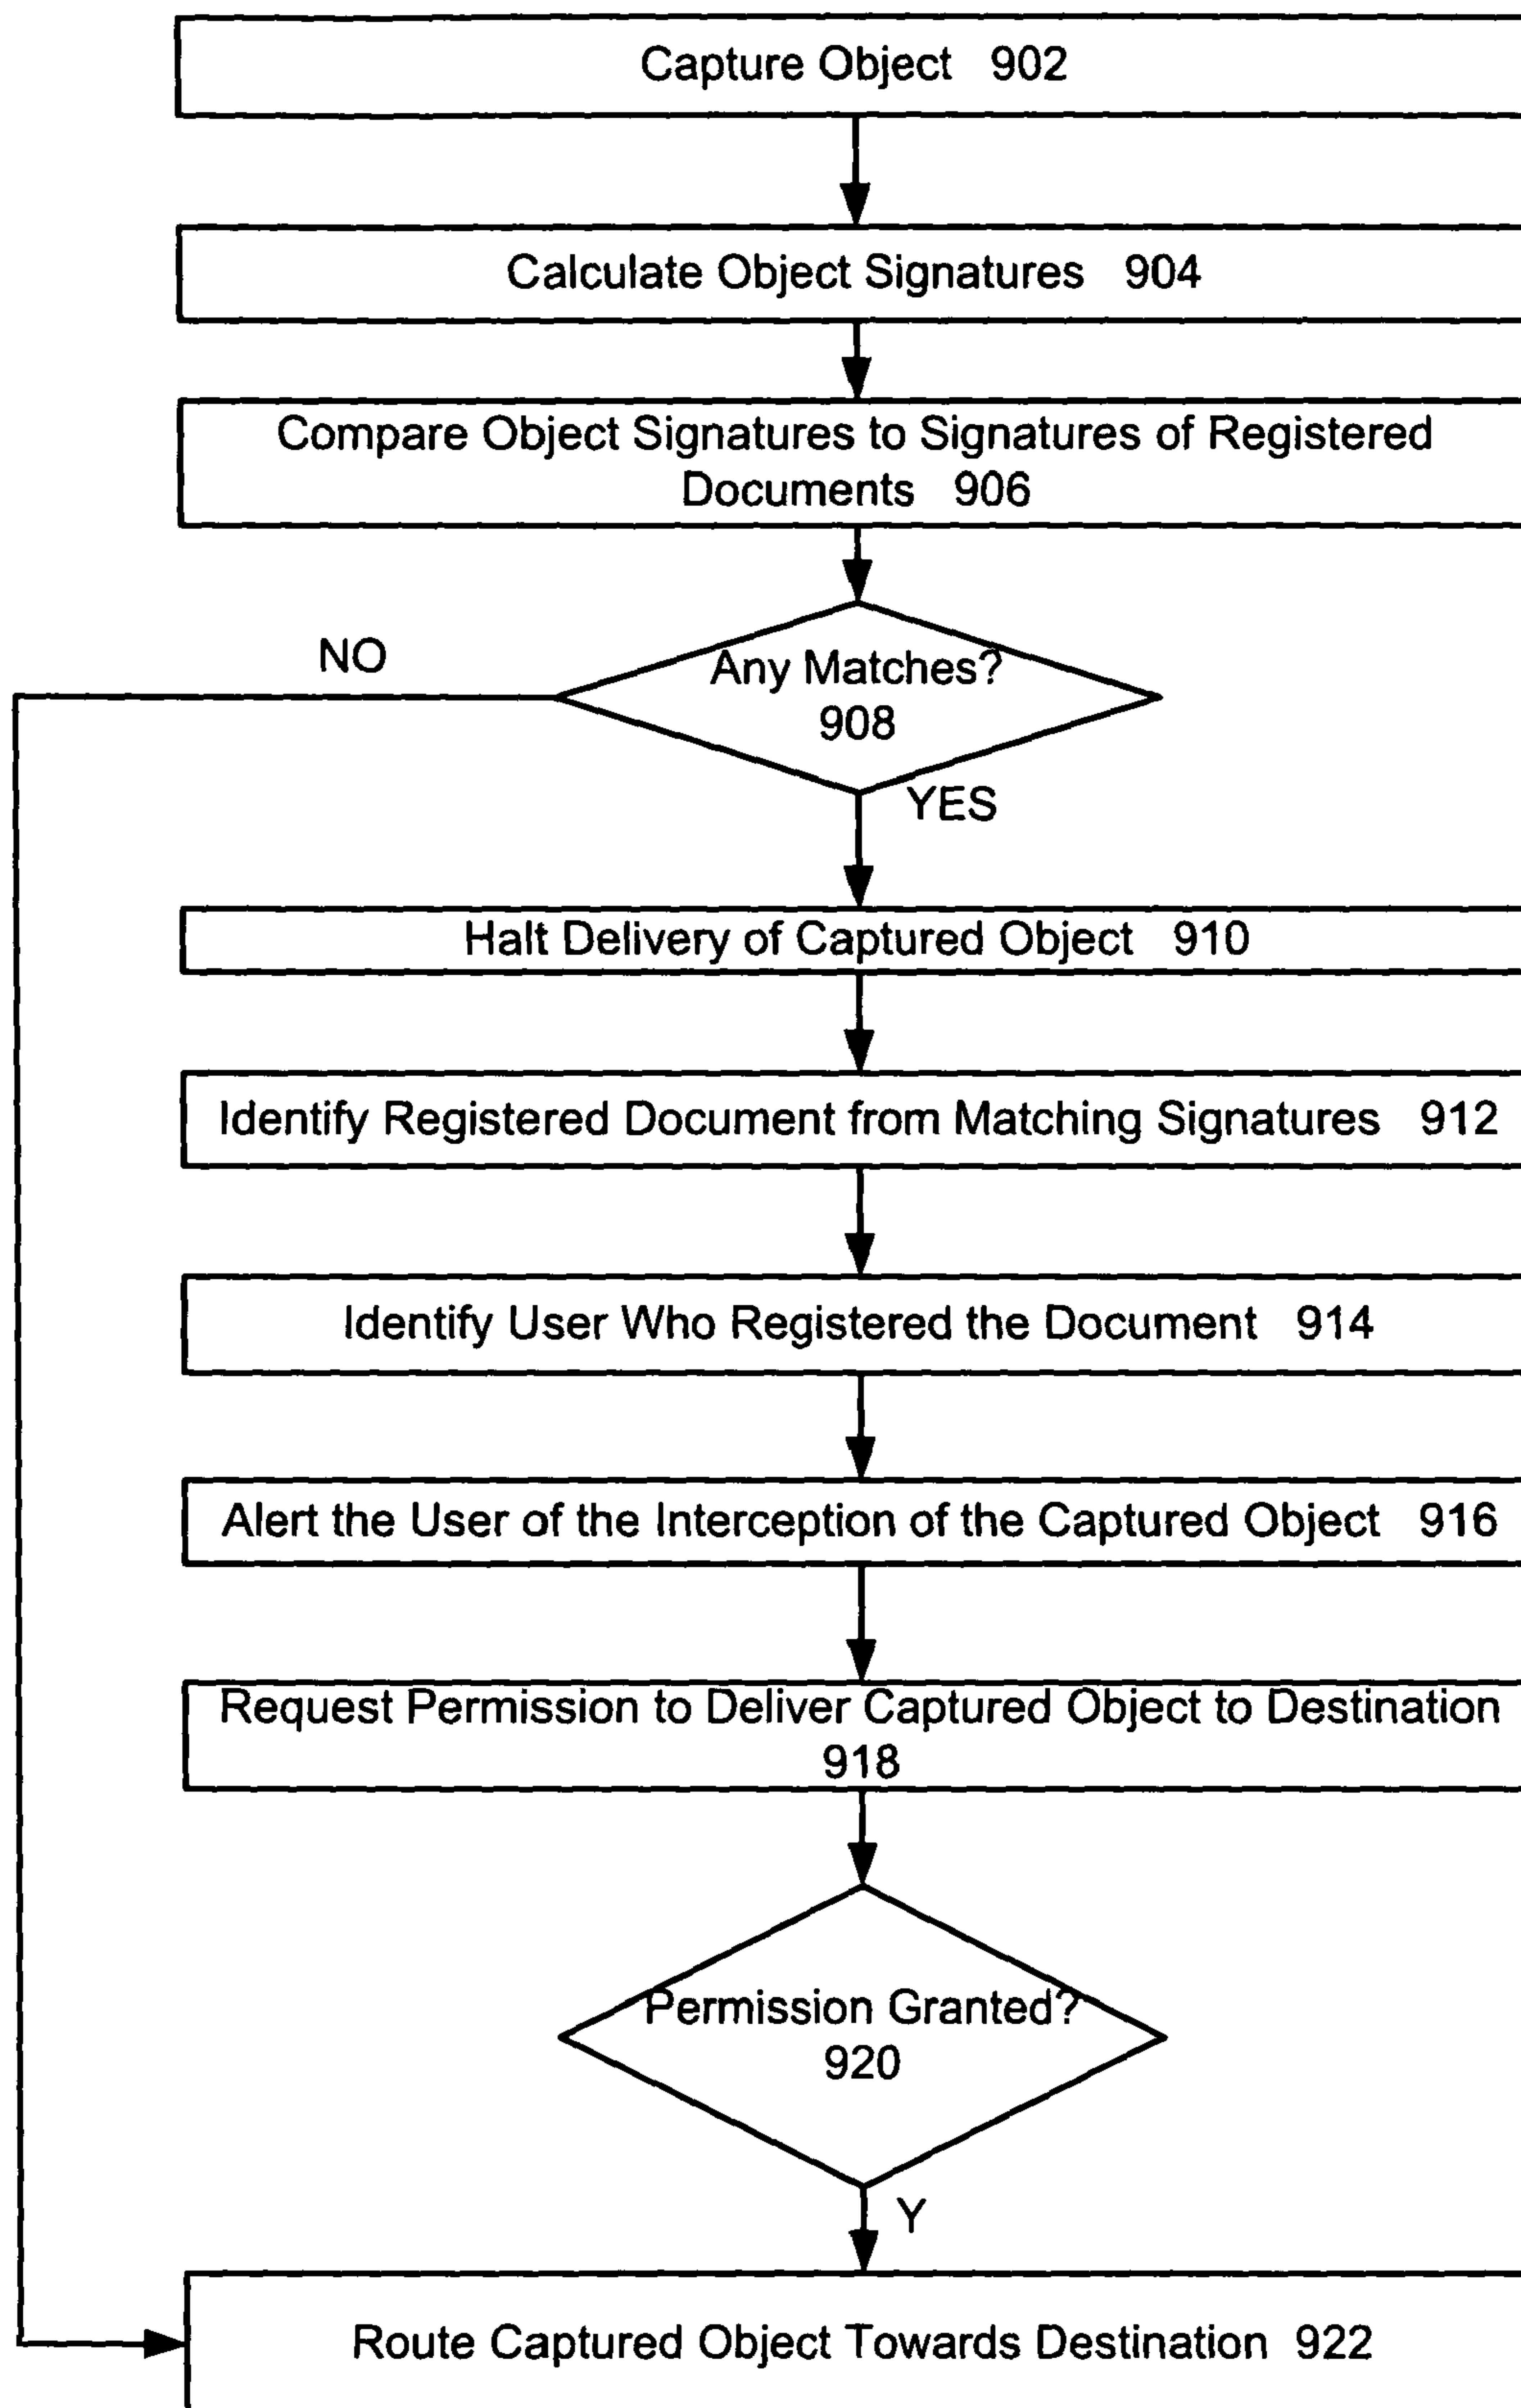 Capture Object 902
Calculate Object Signatures 904
Compare Object Signatures to Signatures of Registered
Documents 906
NO
Any Matches?
908
YES
Halt Delivery of Captured Object 910
Identify Registered Document from Matching Signatures 912
Identify User Who Registered the Document 914
Alert the User of the Interception of the Captured Object 916
Request Permission to Deliver Captured Object to Destination
918
Permission Granted?
920
Y
Route Captured Object Towards Destination 922